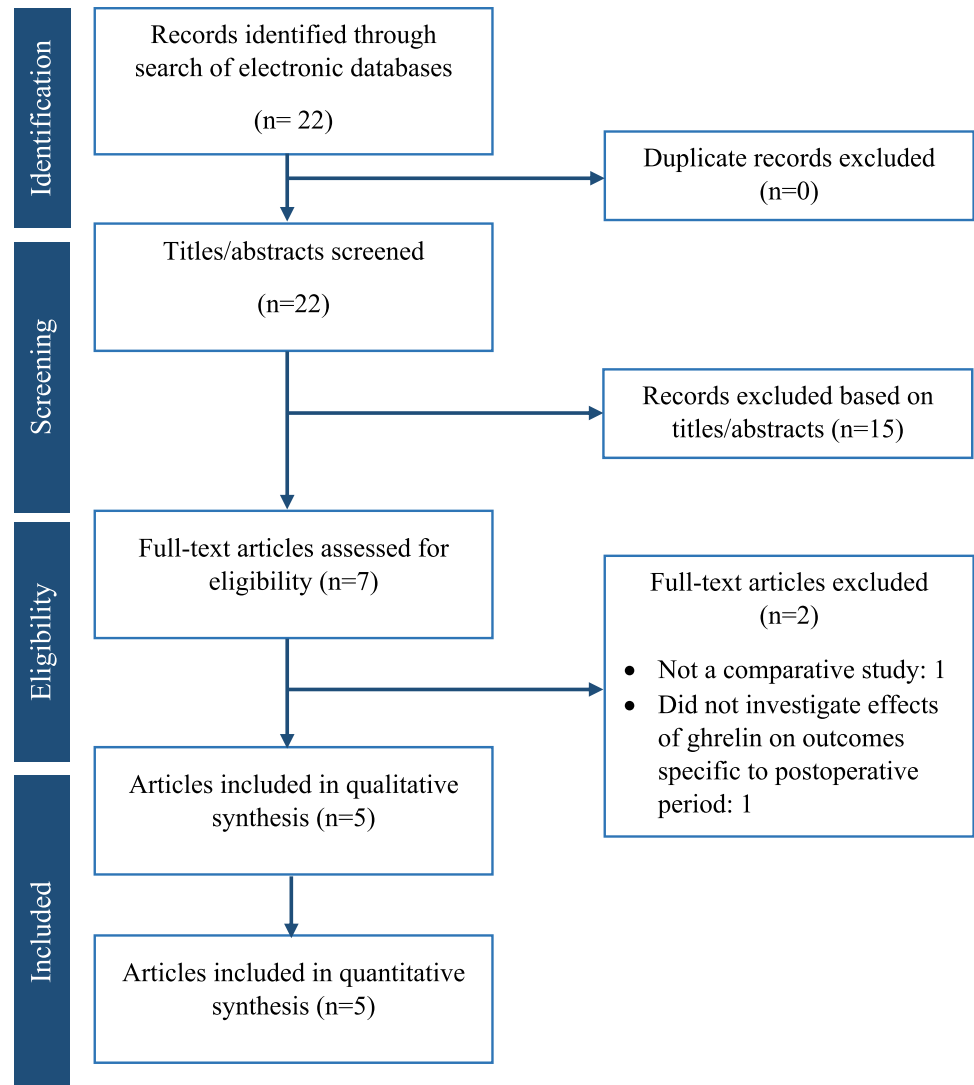 Identification
Records identified through
search of electronic databases
(n= 22)
Duplicate records excluded
(n=0)
Screening
Titles/abstracts screened
(n=22)
Records excluded based on
titles/abstracts (n=15)
Eligibility
Full-text articles assessed for
eligibility (n=7)
Full-text articles excluded
(n=2)
• Not a comparative study: 1
• Did not investigate effects
of ghrelin on outcomes
specific to postoperative
period: 1
Included
Articles included in qualitative
synthesis (n=5)
Articles included in quantitative
synthesis (n=5)